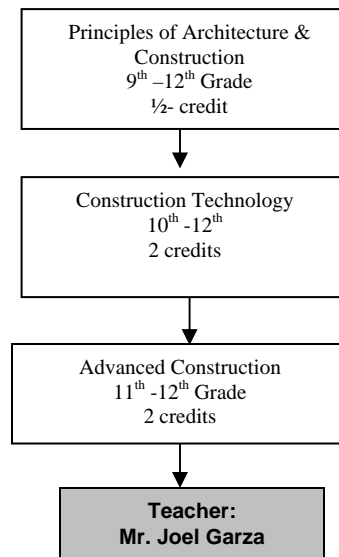 Principles of Architecture &
Construction
9th –12th Grade
½- credit
Construction Technology
10th -12th
2 credits
Advanced Construction
11th -12th Grade
2 credits
Teacher:
Mr. Joel Garza